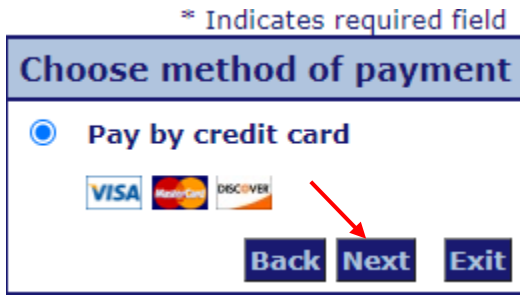 * Indicates required field
Choose method of payment
Pay by credit card
VISA MasterCard DISCOVER
Back Next Exit